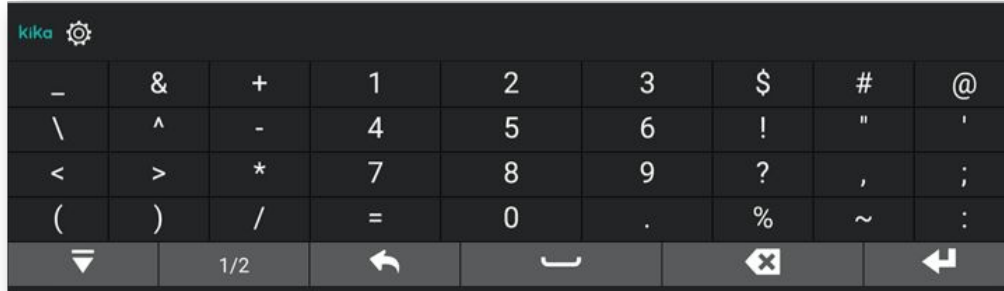 kika
_ & + 1 2 3 $ # @
\ ^ - 4 5 6 ! " '
< > * 7 8 9 ? , ;
( ) / = 0 . % ~ :
1/2